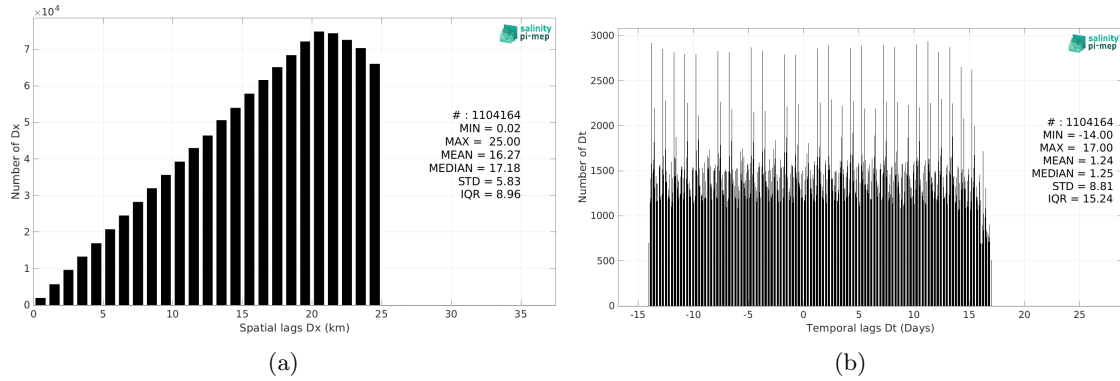 ×10⁴
7
6
5
4
3
2
1
0
Number of Dx
0 5 10 15 20 25 30 35
Spatial lags Dx (km)
salinity
pi-mep
# : 1104164
MIN = 0.02
MAX = 25.00
MEAN = 16.27
MEDIAN = 17.18
STD = 5.83
IQR = 8.96
(a)
3000
2500
2000
1500
1000
500
0
Number of Dt
-15 -10 -5 0 5 10 15 20 25
Temporal lags Dt (Days)
salinity
pi-mep
# : 1104164
MIN = -14.00
MAX = 17.00
MEAN = 1.24
MEDIAN = 1.25
STD = 8.81
IQR = 15.24
(b)